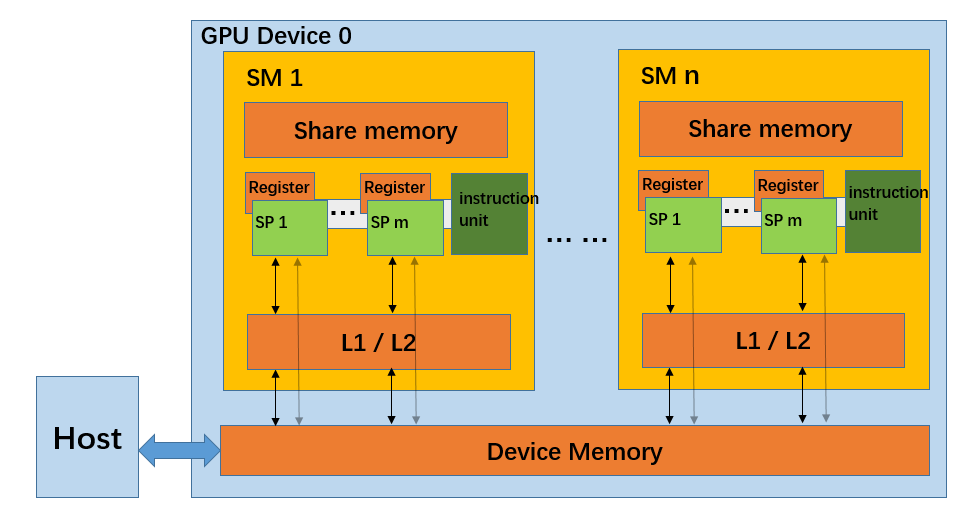 GPU Device 0
SM 1
Share memory
Register
SP 1
...
Register
SP m
instruction
unit
L1 / L2
... ...
SM n
Share memory
Register
SP 1
...
Register
SP m
instruction
unit
L1 / L2
Host
Device Memory